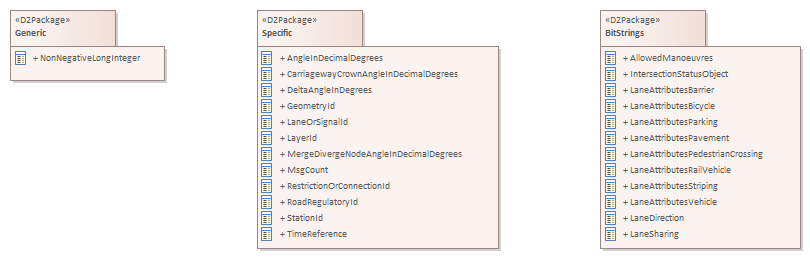 «D2Package»
Generic
+ NonNegativeLongInteger
«D2Package»
Specific
+ AngleInDecimalDegrees
+ CarriagewayCrownAngleInDecimalDegrees
+ DeltaAngleInDegrees
+ GeometryId
+ LaneOrSignalId
+ LayerId
+ MergeDivergeNodeAngleInDecimalDegrees
+ MsgCount
+ RestrictionOrConnectionId
+ RoadRegulatoryId
+ StationId
+ TimeReference
«D2Package»
BitStrings
+ AllowedManoeuvres
+ IntersectionStatusObject
+ LaneAttributesBarrier
+ LaneAttributesBicycle
+ LaneAttributesParking
+ LaneAttributesPavement
+ LaneAttributesPedestrianCrossing
+ LaneAttributesRailVehicle
+ LaneAttributesStriping
+ LaneAttributesVehicle
+ LaneDirection
+ LaneSharing